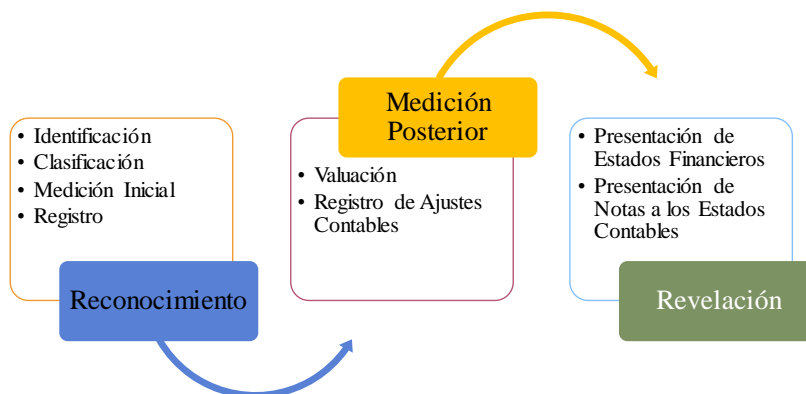 • Identificación
• Clasificación
• Medición Inicial
• Registro
Reconocimiento
Medición
Posterior
• Valuación
• Registro de Ajustes
Contables
• Presentación de
Estados Financieros
• Presentación de
Notas a los Estados
Contables
Revelación